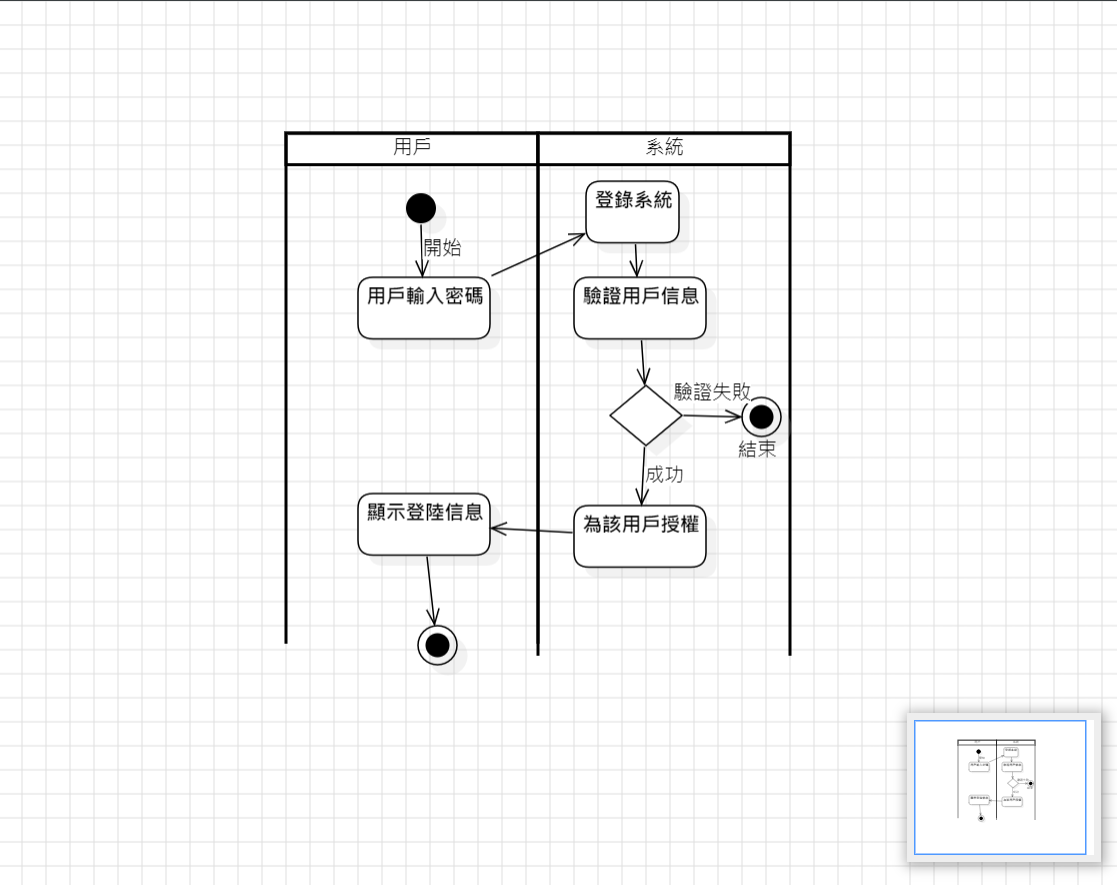 用戶
系統
登錄系統
開始
用戶輸入密碼
驗證用戶信息
驗證失敗
結束
成功
顯示登陸信息
為該用戶授權